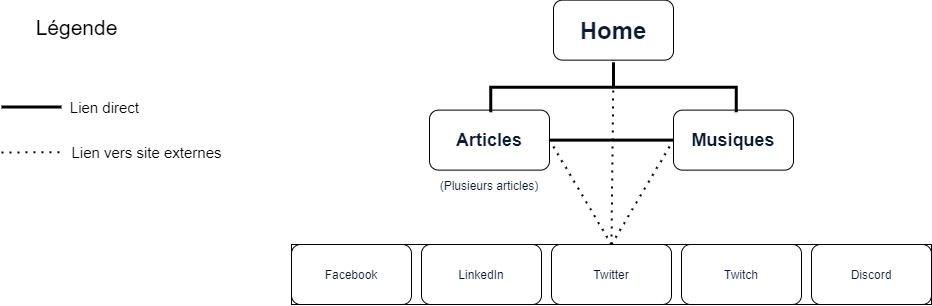 Légende
Home
Lien direct
Articles
Musiques
Lien vers site externes
(Plusieurs articles)
Facebook
LinkedIn
Twitter
Twitch
Discord